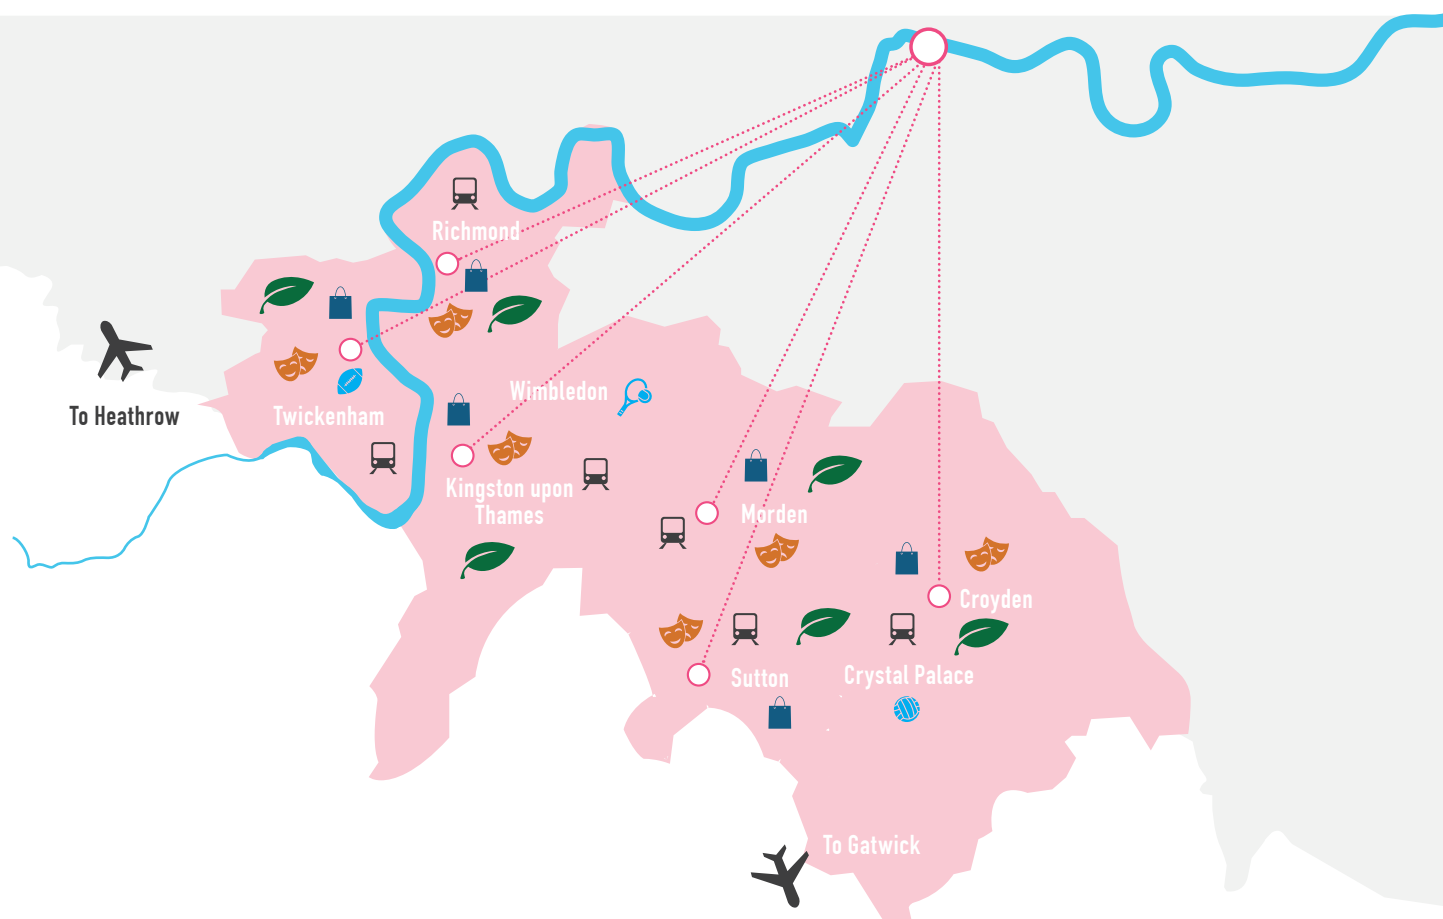 Richmond
To Heathrow
Twickenham
Wimbledon
Kingston upon
Thames
Morden
Croyden
Sutton
Crystal Palace
To Gatwick